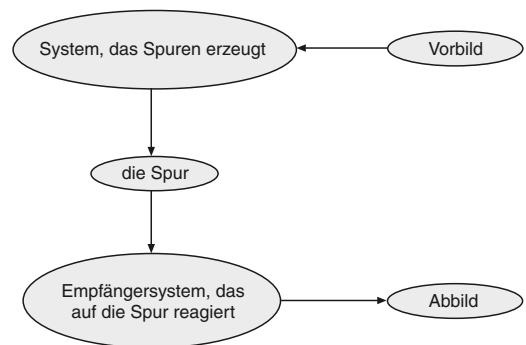 System, das Spuren erzeugt
Vorbild
die Spur
Empfängersystem, das
auf die Spur reagiert
Abbild